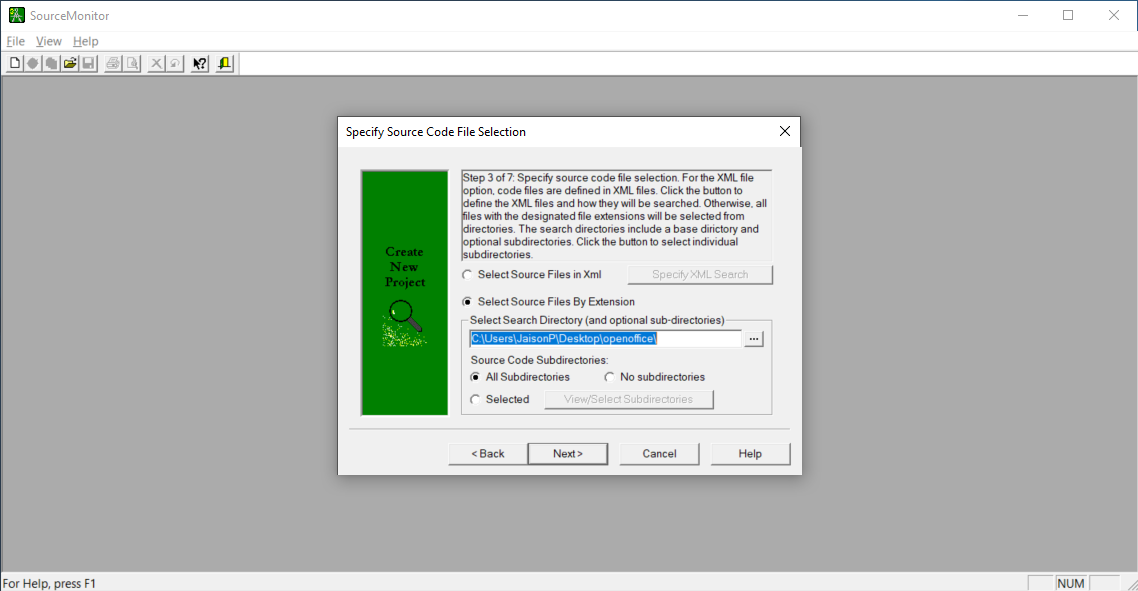 SourceMonitor
File View Help
Specify Source Code File Selection
Step 3 of 7: Specify source code file selection. For the XML file
option, code files are defined in XML files. Click the button to
define the XML files and how they will be searched. Otherwise, all
files with the designated file extensions will be selected from
directories. The search directories include a base dirictory and
optional subdirectories. Click the button to select individual
subdirectories.
Create
New
Project
Select Source Files in Xml Specify XML Search
Select Source Files By Extension
Select Search Directory (and optional sub-directories)
C:\Users\JaisonP\Desktop\openoffice\ ...
Source Code Subdirectories:
All Subdirectories No subdirectories
Selected View/Select Subdirectories
< Back Next > Cancel Help
For Help, press F1 NUM